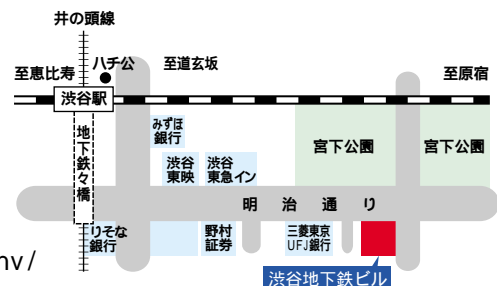 井の頭線
ハチ公
至恵比寿
至道玄坂
至原宿
渋谷駅
みずほ
銀行
地下鉄々橋
渋谷
東映
渋谷
東急イン
宮下公園
宮下公園
明治通り
りそな
銀行
野村
証券
三菱東京
UFJ銀行
nv/
渋谷地下鉄ビル